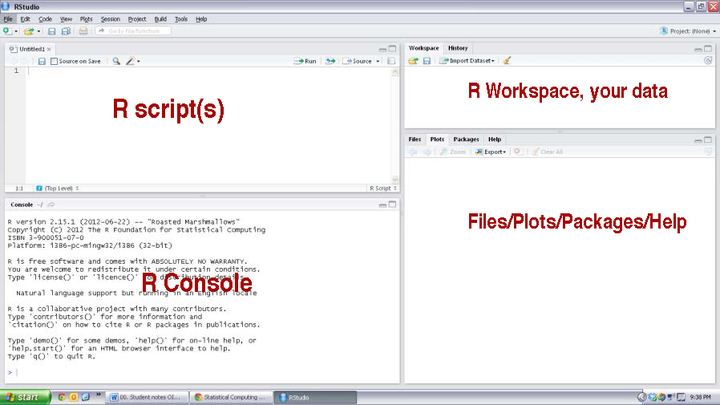 RStudio
File Edit Code View Plots Session Project Build Tools Help
Go to file/function
Project: (None)
Untitled1
Source on Save
Run
Source
1
R script(s)
1:1
(Top Level)
R Script
Workspace History
Import Dataset
R Workspace, your data
Files Plots Packages Help
Zoom
Export
Clear All
Files/Plots/Packages/Help
Console ~/
R version 2.15.1 (2012-06-22) -- "Roasted Marshmallows"
Copyright (C) 2012 The R Foundation for Statistical Computing
ISBN 3-900051-07-0
Platform: i386-pc-mingw32/i386 (32-bit)
R is free software and comes with ABSOLUTELY NO WARRANTY.
You are welcome to redistribute it under certain conditions.
Type 'license()' or 'licence()' for distribution details.
R Console
Natural language support but running in an English locale
R is a collaborative project with many contributors.
Type 'contributors()' for more information and
'citation()' on how to cite R or R packages in publications.
Type 'demo()' for some demos, 'help()' for on-line help, or
'help.start()' for an HTML browser interface to help.
Type 'q()' to quit R.
>
start
00. Student notes OI...
Statistical Computing ...
RStudio
9:38 PM